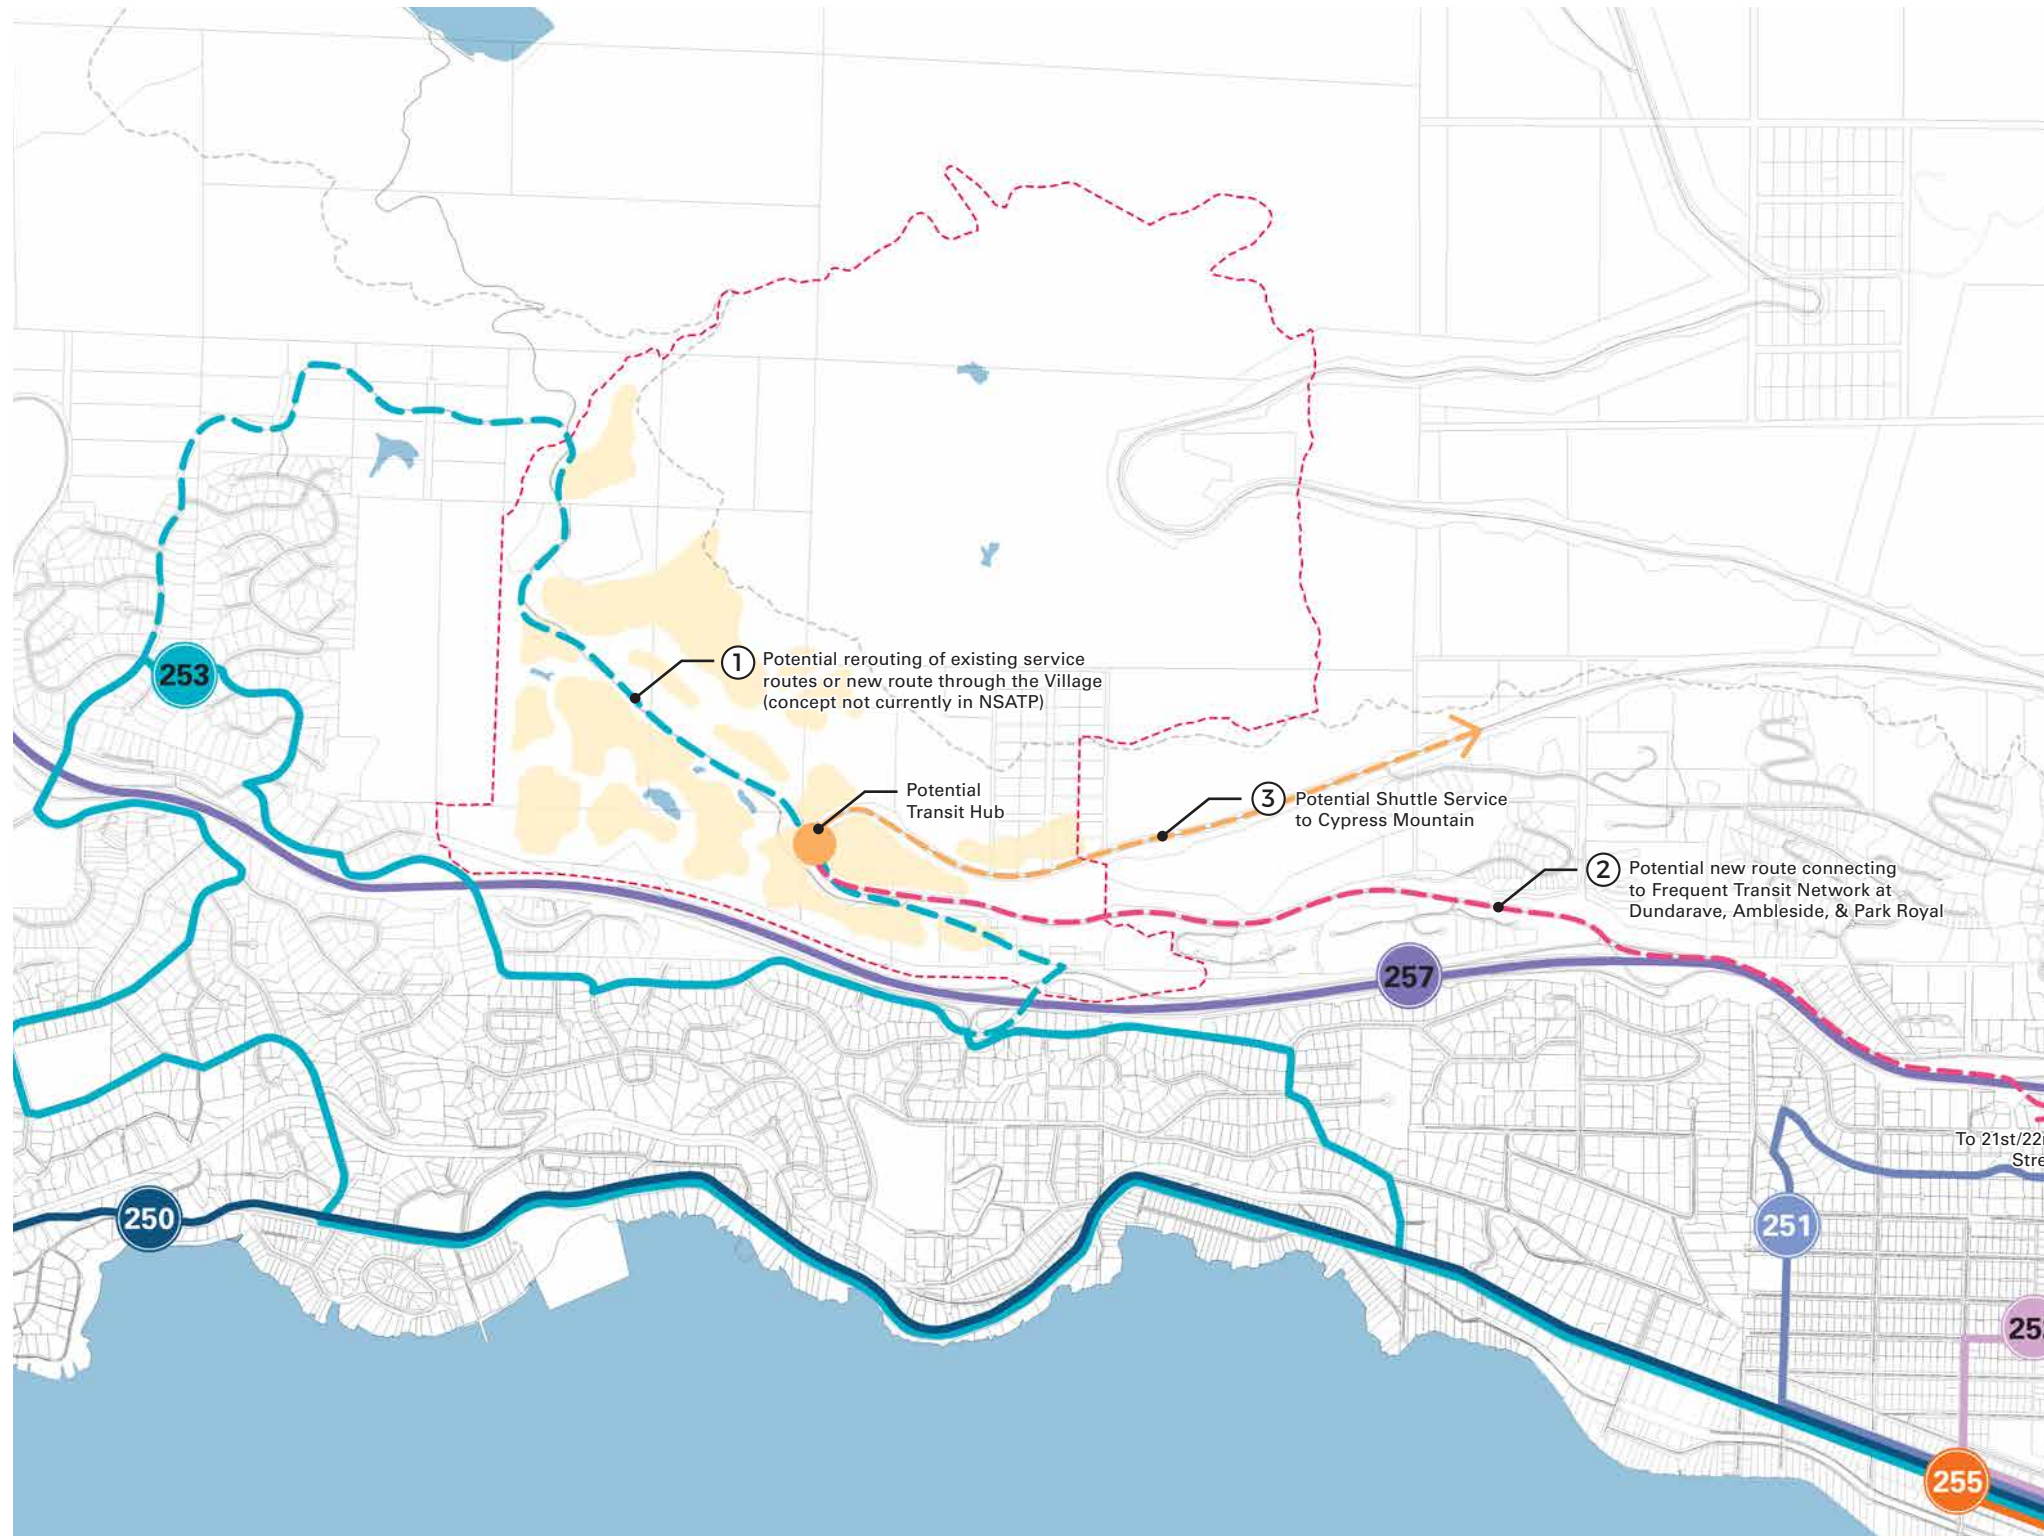 253
1
Potential rerouting of existing service
routes or new route through the Village
(concept not currently in NSATP)
Potential
Transit Hub
3
Potential Shuttle Service
to Cypress Mountain
2
Potential new route connecting
to Frequent Transit Network at
Dundarave, Ambleside, & Park Royal
257
To
250
251
255